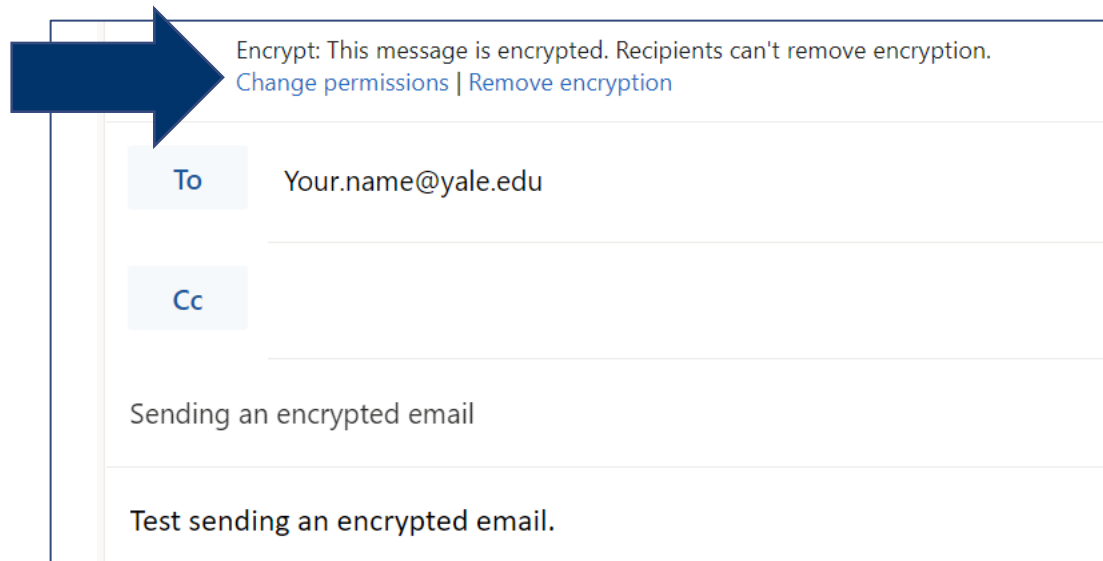 Encrypt: This message is encrypted. Recipients can't remove encryption.
Change permissions | Remove encryption
To Your.name@yale.edu
Cc
Sending an encrypted email
Test sending an encrypted email.